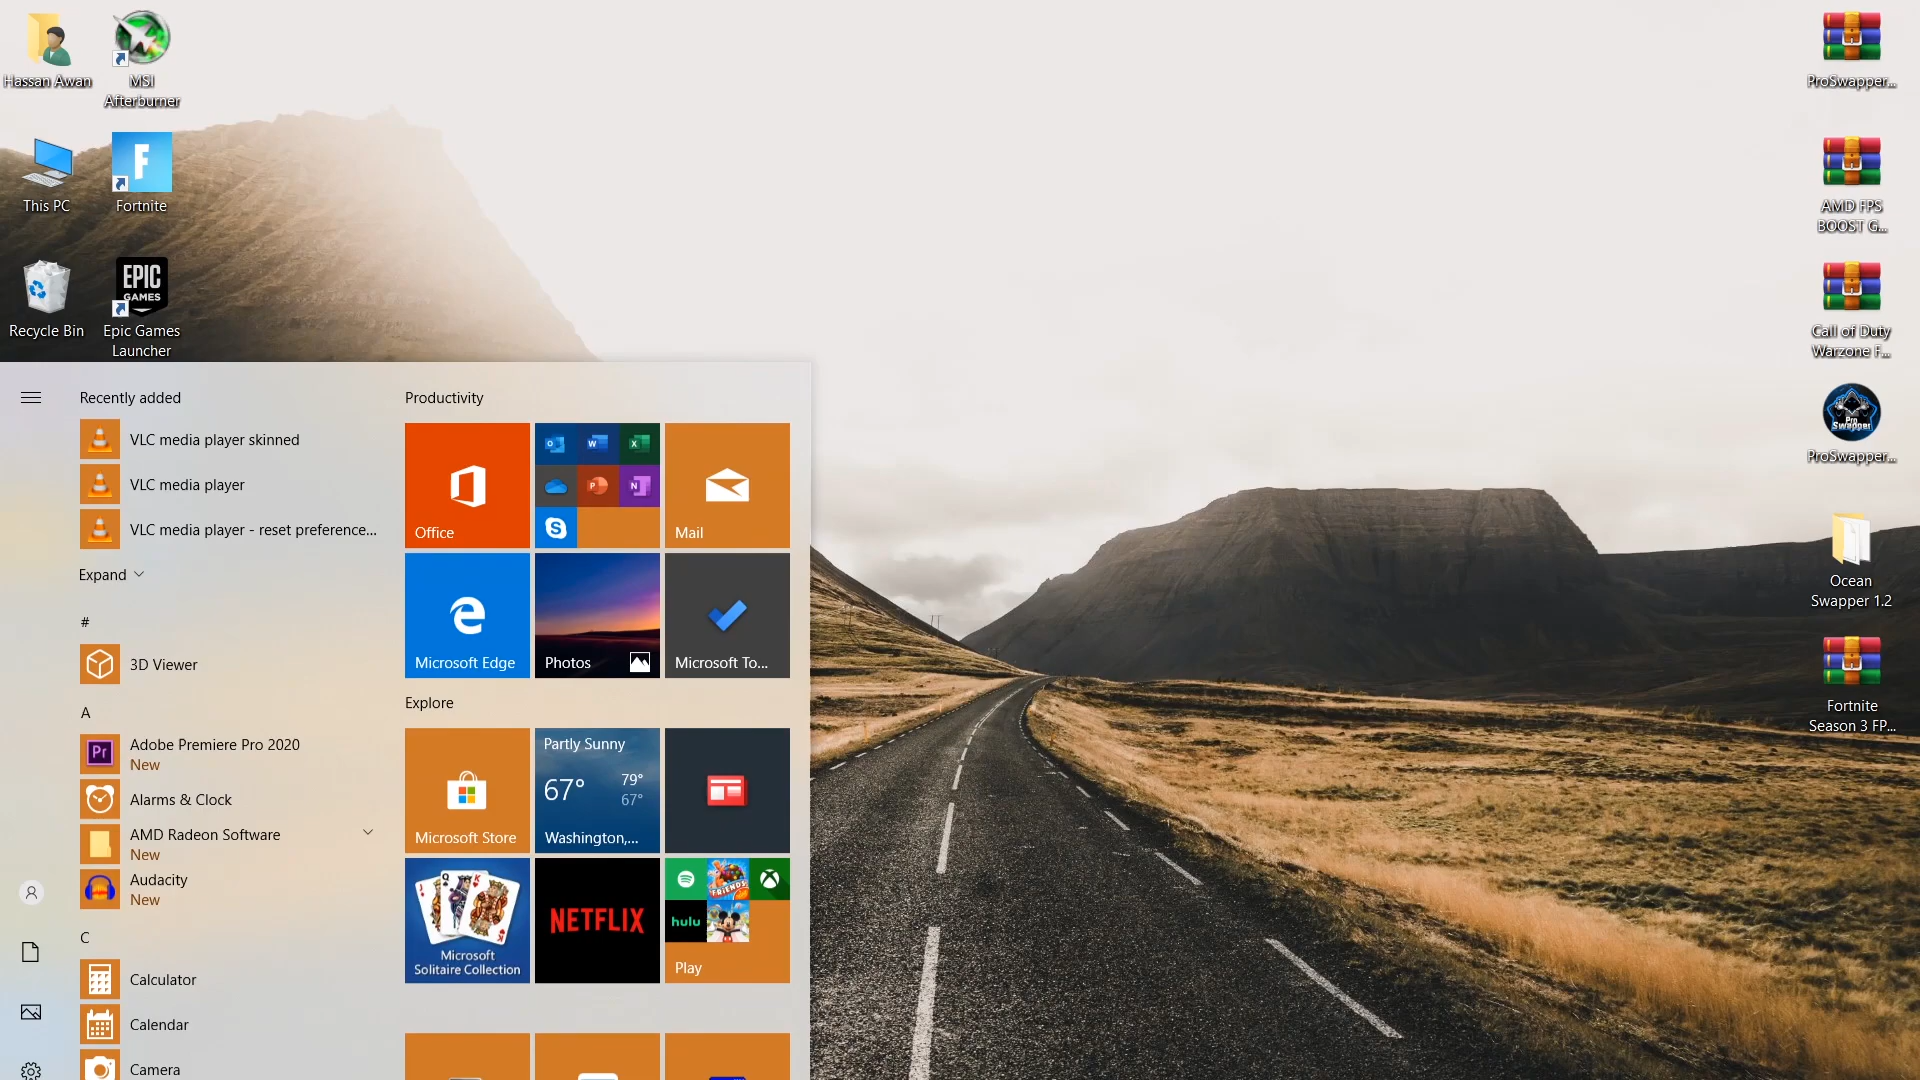 Hassan Awan
MSI
Afterburner
This PC
F
Fortnite
Recycle Bin
EPIC
GAMES
Epic Games
Launcher
ProSwapper...
AMD FPS
BOOST G...
Call of Duty
Warzone F...
Pro
Swapper
ProSwapper...
Ocean
Swapper 1.2
Fortnite
Season 3 FP...
Recently added
VLC media player skinned
VLC media player
VLC media player - reset preference...
Expand
#
3D Viewer
A
Pr
Adobe Premiere Pro 2020
New
Alarms & Clock
AMD Radeon Software
New
Audacity
New
C
Calculator
Calendar
Camera
Productivity
Office
Mail
Microsoft Edge
Photos
Microsoft To...
Explore
Microsoft Store
Partly Sunny
67°
79°
67°
Washington,...
Microsoft
Solitaire Collection
NETFLIX
FRIENDS
hulu
Play